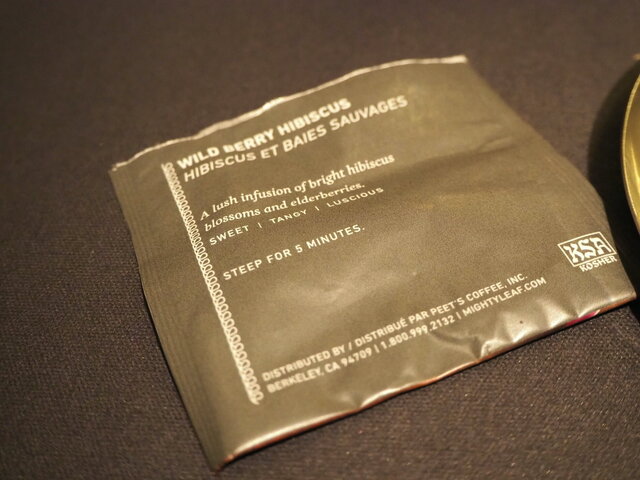 WILD BERRY HIBISCUS
HIBISCUS ET BAIES SAUVAGES
A lush infusion of bright hibiscus
blossoms and elderberries.
SWEET | TANGY | LUSCIOUS
STEEP FOR 5 MINUTES.
KSA
KOSHER
DISTRIBUTED BY / DISTRIBUÉ PAR PEET'S COFFEE, INC.
BERKELEY, CA 94709 | 1.800.999.2132 | MIGHTYLEAF.COM